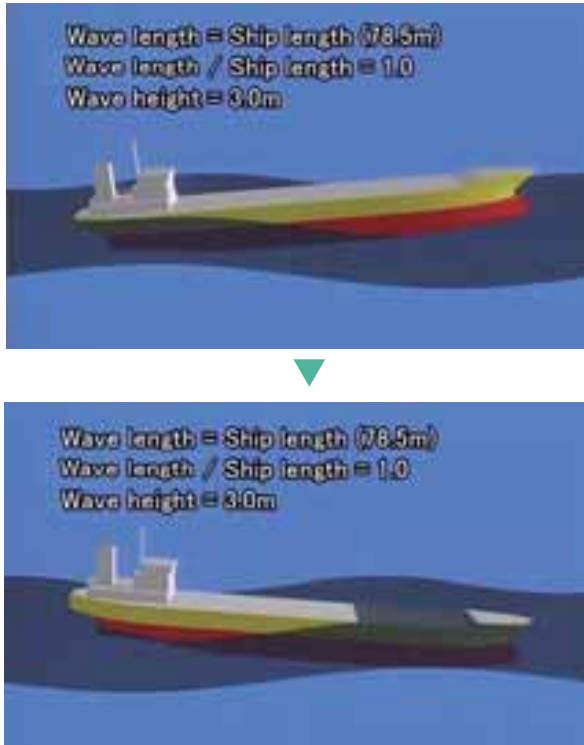 Wave length = Ship length (78.5m)
Wave length / Ship length = 1.0
Wave height = 3.0m
Wave length = Ship length (78.5m)
Wave length / Ship length = 1.0
Wave height = 3.0m